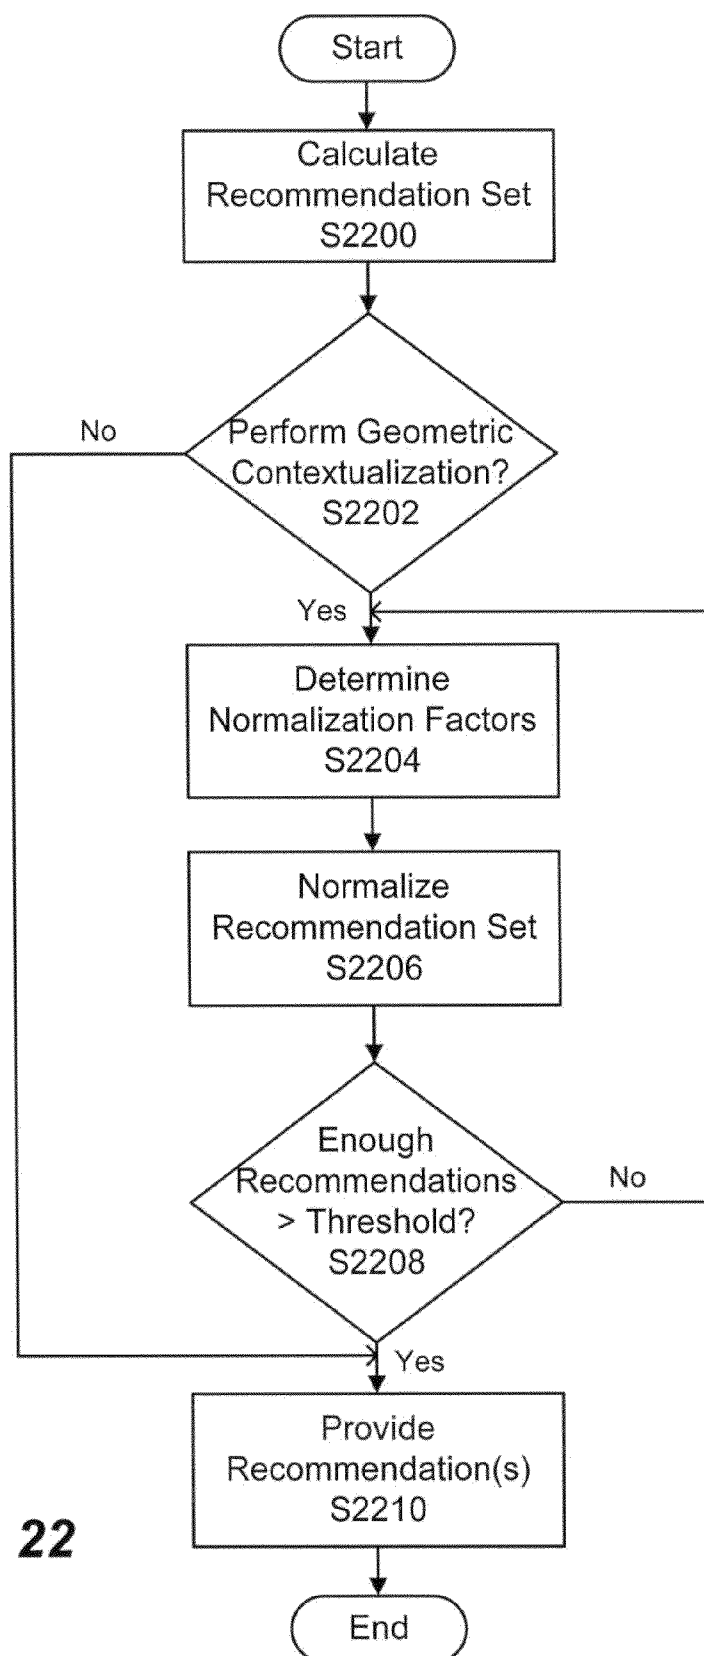 Start
Calculate
Recommendation Set
S2200
No
Perform Geometric
Contextualization?
S2202
Yes
Determine
Normalization Factors
S2204
Normalize
Recommendation Set
S2206
Enough
Recommendations
> Threshold?
S2208
No
Yes
Provide
Recommendation(s)
S2210
22
End